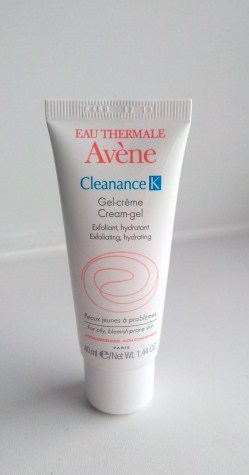 EAU THERMALE
Avène
Cleanance K
Gel-crème
Cream-gel
Exfoliant, hydratant
Exfoliating, hydrating
Peaux jeunes à problèmes
For oily, blemish-prone skin
PARIS
40 ml e/Net Wt. 1.44 OZ.